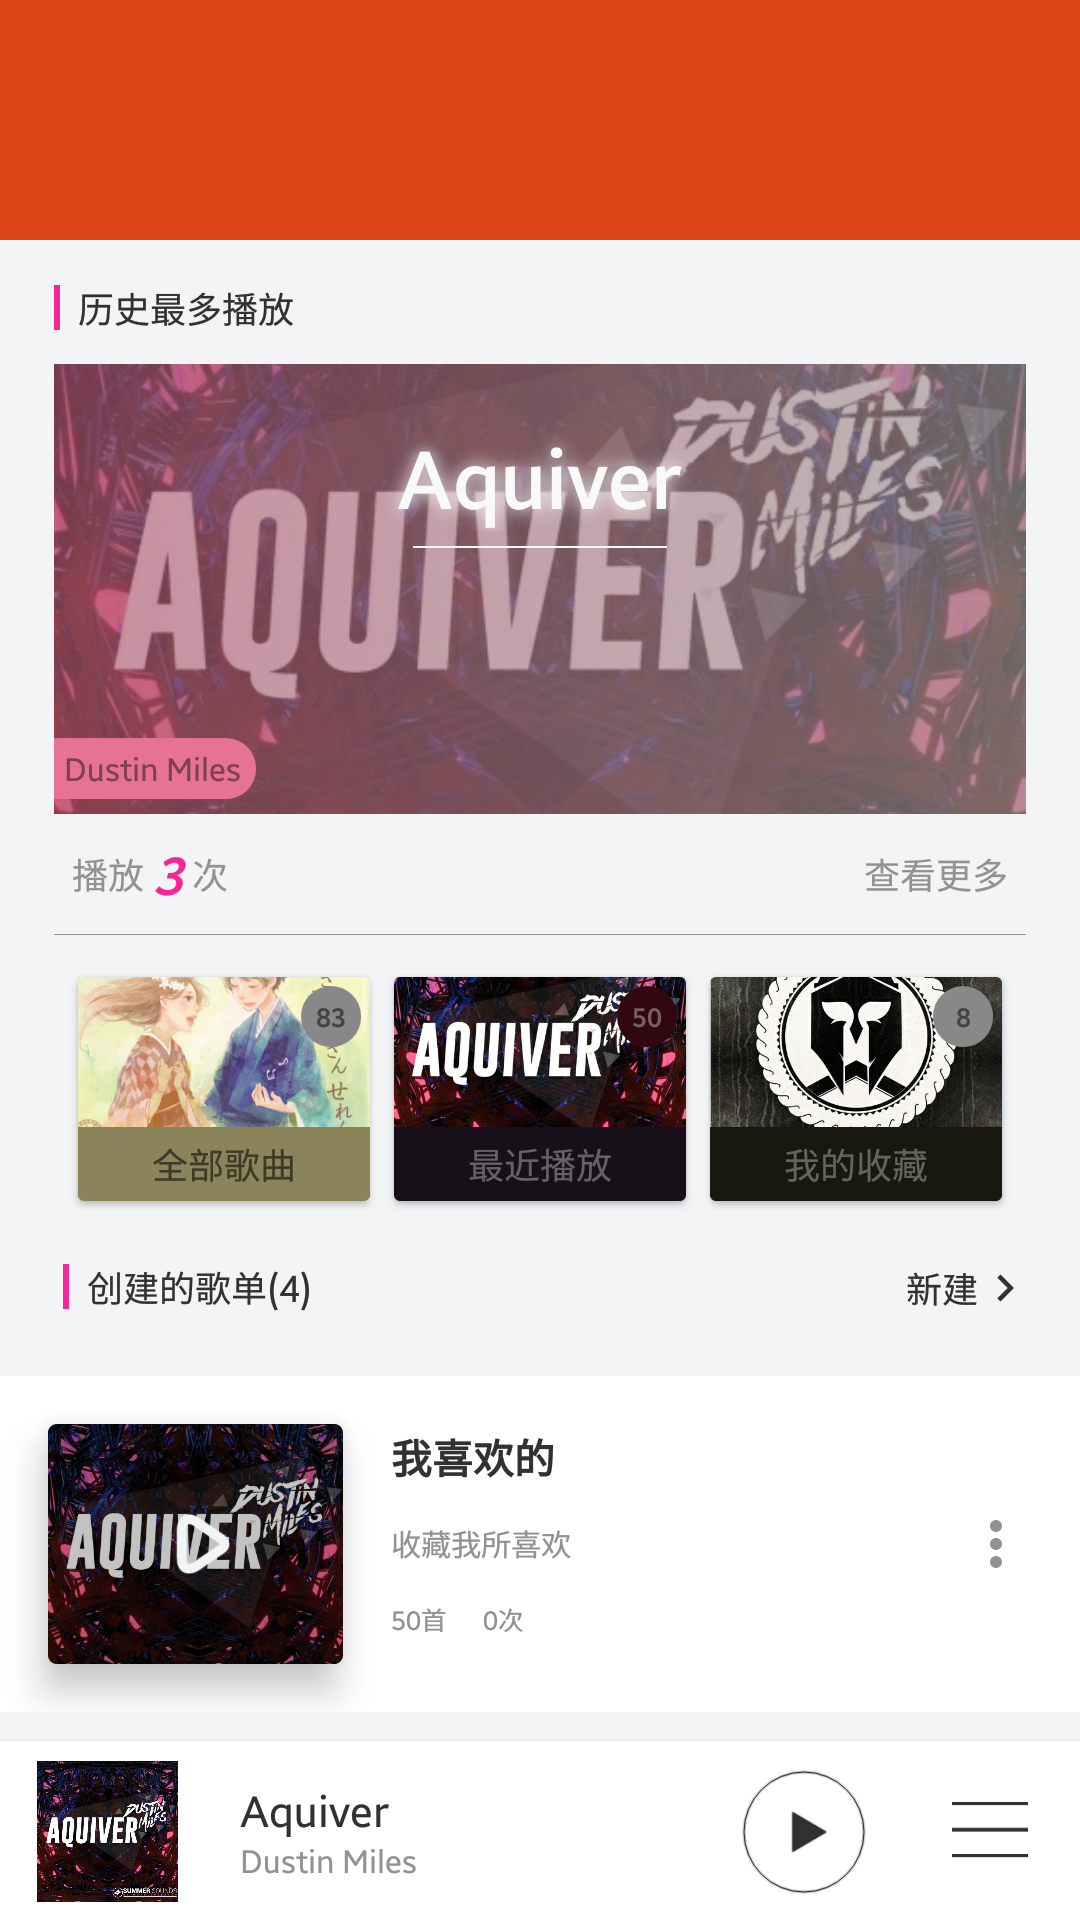 历史最多播放
DUSTIN
MILES
Aquiver
AQUIVER
Dustin Miles
播放 3 次
查看更多
83
50
8
AQUIVER
全部歌曲
最近播放
我的收藏
创建的歌单(4)
新建
我喜欢的
DUSTIN
MILES
AQUIVER
收藏我所喜欢
50首 0次
DUSTIN
MILES
AQUIVER
Aquiver
Dustin Miles